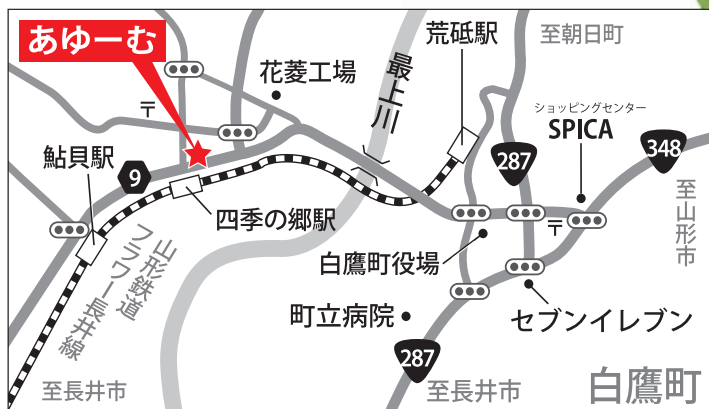 あゆーむ
荒砥駅
至朝日町
花菱工場
最上川
〒
ショッピングセンター
SPICA
348
鮎貝駅
9
287
四季の郷駅
至山形市
〒
白鷹町役場
山形鉄道
フラワー長井線
町立病院
セブンイレブン
287
至長井市
至長井市
白鷹町